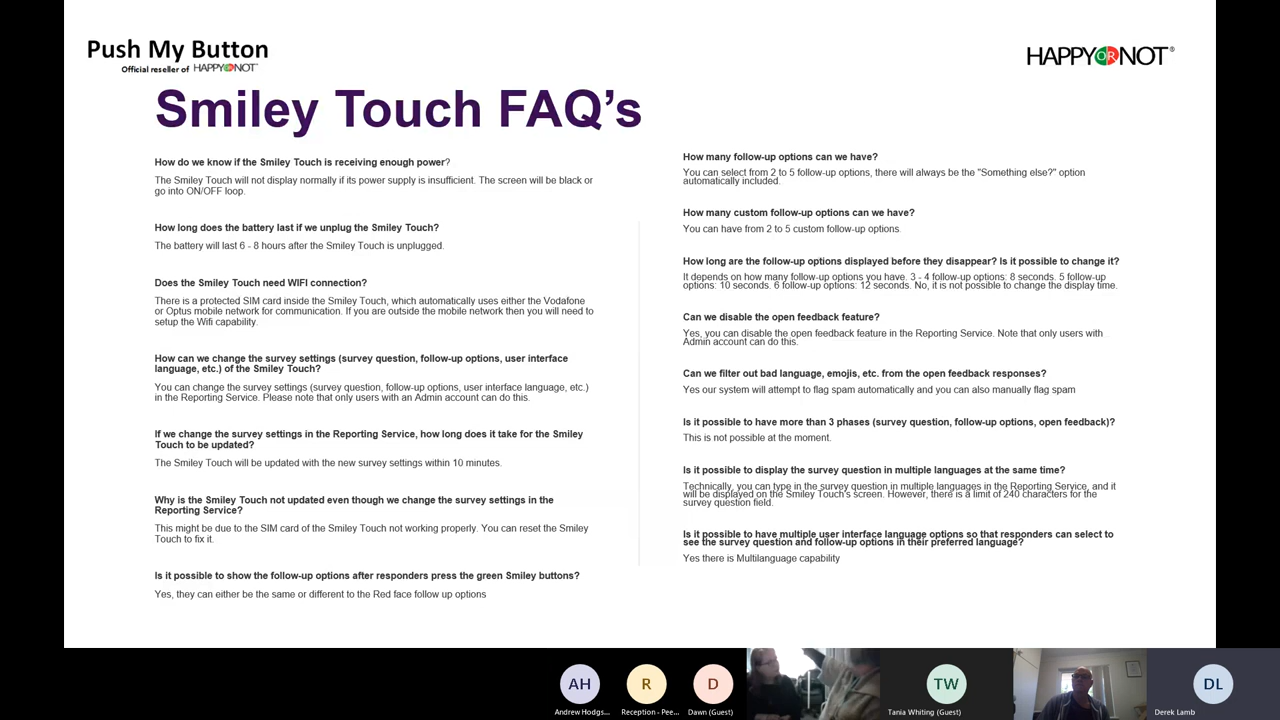 Push My Button
Official reseller of HAPPY OR NOT
HAPPY OR NOT®
Smiley Touch FAQ’s
How do we know if the Smiley Touch is receiving enough power?
The Smiley Touch will not display normally if its power supply is insufficient. The screen will be black or
go into ON/OFF loop.
How long does the battery last if we unplug the Smiley Touch?
The battery will last 6 - 8 hours after the Smiley Touch is unplugged.
Does the Smiley Touch need WIFI connection?
There is a protected SIM card inside the Smiley Touch, which automatically uses either the Vodafone
or Optus mobile network for communication. If you are outside the mobile network then you will need to
setup the Wifi capability.
How can we change the survey settings (survey question, follow-up options, user interface
language, etc.) of the Smiley Touch?
You can change the survey settings (survey question, follow-up options, user interface language, etc.)
in the Reporting Service. Please note that only users with an Admin account can do this.
If we change the survey settings in the Reporting Service, how long does it take for the Smiley
Touch to be updated?
The Smiley Touch will be updated with the new survey settings within 10 minutes.
Why is the Smiley Touch not updated even though we change the survey settings in the
Reporting Service?
This might be due to the SIM card of the Smiley Touch not working properly. You can reset the Smiley
Touch to fix it.
Is it possible to show the follow-up options after responders press the green Smiley buttons?
Yes, they can either be the same or different to the Red face follow up options
How many follow-up options can we have?
You can select from 2 to 5 follow-up options, there will always be the "Something else?" option
automatically included.
How many custom follow-up options can we have?
You can have from 2 to 5 custom follow-up options.
How long are the follow-up options displayed before they disappear? Is it possible to change it?
It depends on how many follow-up options you have. 3 - 4 follow-up options: 8 seconds. 5 follow-up
options: 10 seconds. 6 follow-up options: 12 seconds. No, it is not possible to change the display time.
Can we disable the open feedback feature?
Yes, you can disable the open feedback feature in the Reporting Service. Note that only users with
Admin account can do this.
Can we filter out bad language, emojis, etc. from the open feedback responses?
Yes our system will attempt to flag spam automatically and you can also manually flag spam
Is it possible to have more than 3 phases (survey question, follow-up options, open feedback)?
This is not possible at the moment.
Is it possible to display the survey question in multiple languages at the same time?
Technically, you can type in the survey question in multiple languages in the Reporting Service, and it
will be displayed on the Smiley Touch's screen. However, there is a limit of 240 characters for the
survey question field.
Is it possible to have multiple user interface language options so that responders can select to
see the survey question and follow-up options in their preferred language?
Yes there is Multilanguage capability
AH
R
D
TW
DL
Andrew Hodgs...
Reception - Pee...
Dawn (Guest)
Tania Whiting (Guest)
Derek Lamb